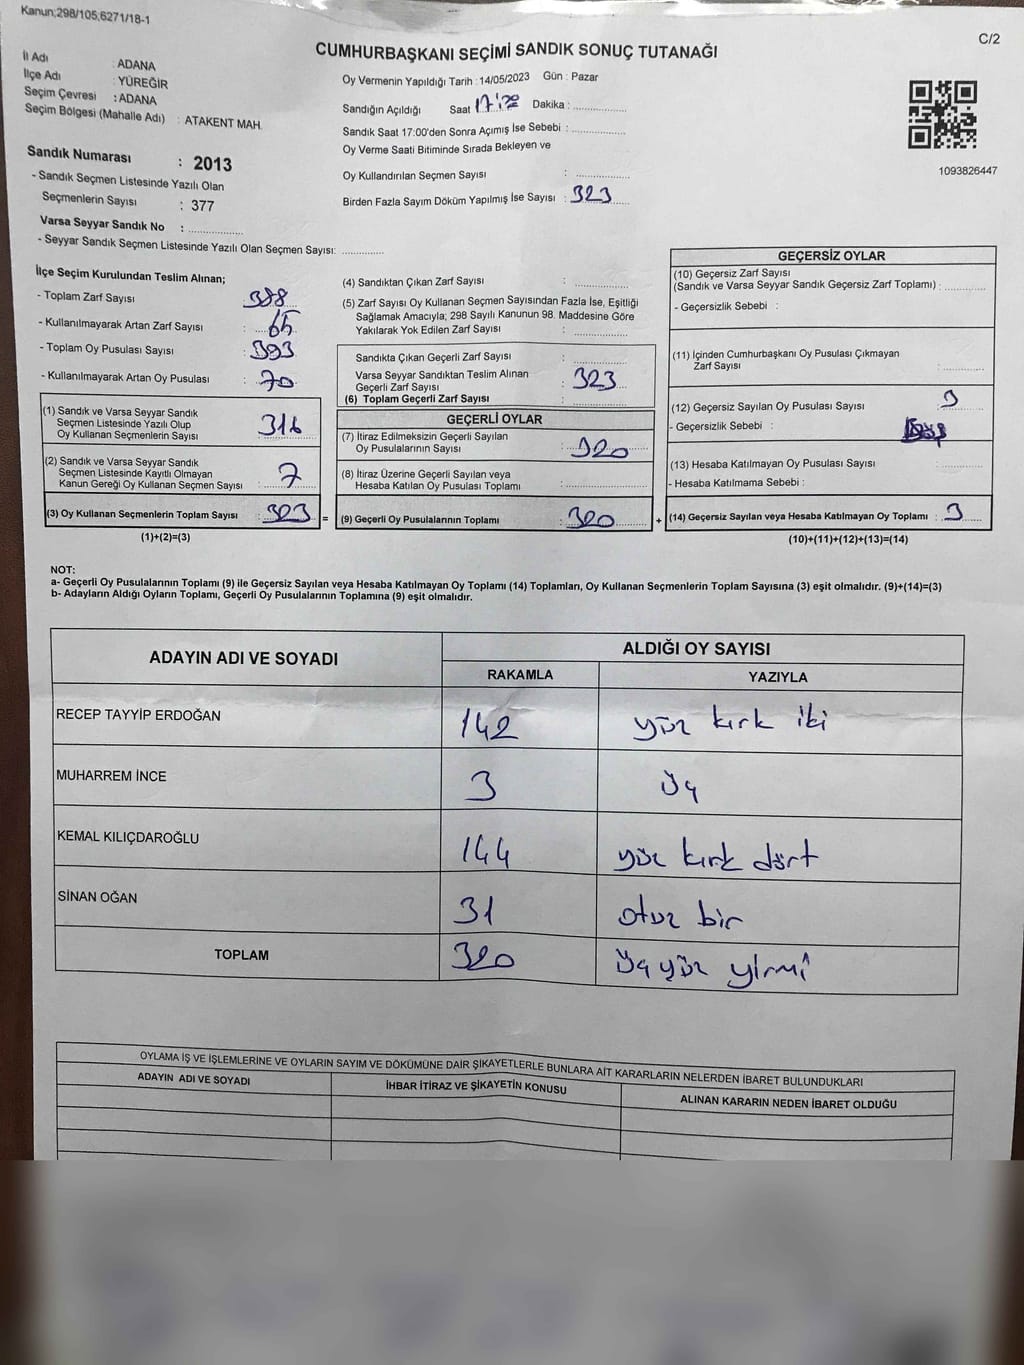 Kanun;298/105;6271/18-1
C/2
CUMHURBAŞKANI SEÇİMİ SANDIK SONUÇ TUTANAĞI
İl Adı : ADANA
İlçe Adı : YÜREĞİR
Seçim Çevresi : ADANA
Seçim Bölgesi (Mahalle Adı) : ATAKENT MAH.
Sandık Numarası : 2013
- Sandık Seçmen Listesinde Yazılı Olan
Seçmenlerin Sayısı : 377
Varsa Seyyar Sandık No : ...............
- Seyyar Sandık Seçmen Listesinde Yazılı Olan Seçmen Sayısı: ............
Oy Vermenin Yapıldığı Tarih : 14/05/2023 Gün : Pazar
Sandığın Açıldığı Saat Dakika : ...............
Sandık Saat 17:00'den Sonra Açımış İse Sebebi : ...............
Oy Verme Saati Bitiminde Sırada Bekleyen ve
Oy Kullandırılan Seçmen Sayısı : ...............
Birden Fazla Sayım Döküm Yapılmış İse Sayısı : 323
1093826447
İlçe Seçim Kurulundan Teslim Alınan;
- Toplam Zarf Sayısı : 388
- Kullanılmayarak Artan Zarf Sayısı : 65
- Toplam Oy Pusulası Sayısı : 393
- Kullanılmayarak Artan Oy Pusulası : 70
(1) Sandık ve Varsa Seyyar Sandık
Seçmen Listesinde Yazılı Olup
Oy Kullanan Seçmenlerin Sayısı : 316
(2) Sandık ve Varsa Seyyar Sandık
Seçmen Listesinde Kayıtlı Olmayan
Kanun Gereği Oy Kullanan Seçmen Sayısı : 7
(3) Oy Kullanan Seçmenlerin Toplam Sayısı : 323 =
(1)+(2)=(3)
(4) Sandıktan Çıkan Zarf Sayısı : ...............
(5) Zarf Sayısı Oy Kullanan Seçmen Sayısından Fazla İse, Eşitliği
Sağlamak Amacıyla; 298 Sayılı Kanunun 98. Maddesine Göre
Yakılarak Yok Edilen Zarf Sayısı : ...............
Sandıkta Çıkan Geçerli Zarf Sayısı : ...............
Varsa Seyyar Sandıktan Teslim Alınan
Geçerli Zarf Sayısı : 323
(6) Toplam Geçerli Zarf Sayısı : ...............
GEÇERLİ OYLAR
(7) İtiraz Edilmeksizin Geçerli Sayılan
Oy Pusulalarının Sayısı : 320
(8) İtiraz Üzerine Geçerli Sayılan veya
Hesaba Katılan Oy Pusulası Toplamı : ...............
(9) Geçerli Oy Pusulalarının Toplamı : 320 +
GEÇERSİZ OYLAR
(10) Geçersiz Zarf Sayısı
(Sandık ve Varsa Seyyar Sandık Geçersiz Zarf Toplamı) : ............
- Geçersizlik Sebebi :
(11) İçinden Cumhurbaşkanı Oy Pusulası Çıkmayan
Zarf Sayısı : ............
(12) Geçersiz Sayılan Oy Pusulası Sayısı : 3
- Geçersizlik Sebebi :
(13) Hesaba Katılmayan Oy Pusulası Sayısı : ............
- Hesaba Katılmama Sebebi :
(14) Geçersiz Sayılan veya Hesaba Katılmayan Oy Toplamı : 3
(10)+(11)+(12)+(13)=(14)
NOT:
a- Geçerli Oy Pusulalarının Toplamı (9) ile Geçersiz Sayılan veya Hesaba Katılmayan Oy Toplamı (14) Toplamları, Oy Kullanan Seçmenlerin Toplam Sayısına (3) eşit olmalıdır. (9)+(14)=(3)
b- Adayların Aldığı Oyların Toplamı, Geçerli Oy Pusulalarının Toplamına (9) eşit olmalıdır.
ADAYIN ADI VE SOYADI
ALDIĞI OY SAYISI
RAKAMLA YAZIYLA
RECEP TAYYİP ERDOĞAN 142 yüz kırk iki
MUHARREM İNCE 3 üç
KEMAL KILIÇDAROĞLU 144 yüz kırk dört
SİNAN OĞAN 31 otuz bir
TOPLAM 320 üçyüz yirmi
OYLAMA İŞ VE İŞLEMLERİNE VE OYLARIN SAYIM VE DÖKÜMÜNE DAİR ŞİKAYETLERLE BUNLARA AİT KARARLARIN NELERDEN İBARET BULUNDUKLARI
ADAYIN ADI VE SOYADI İHBAR İTİRAZ VE ŞİKAYETİN KONUSU ALINAN KARARIN NEDEN İBARET OLDUĞU